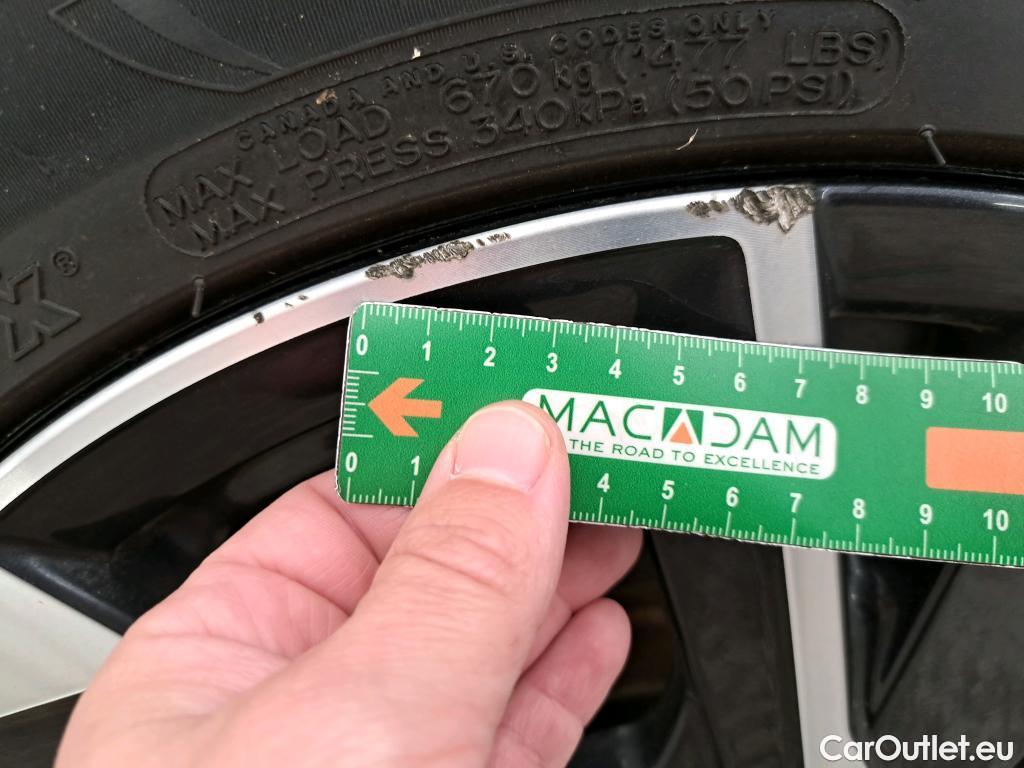 CANADA AND U.S. CODES ONLY
MAX LOAD 670 kg (1477 LBS)
MAX PRESS 340 kPa (50 PSI)
X®
0 1 2 3 4 5 6 7 8 9 10
MACADAM
THE ROAD TO EXCELLENCE
0 1 4 5 6 7 8 9 10
CarOutlet.eu